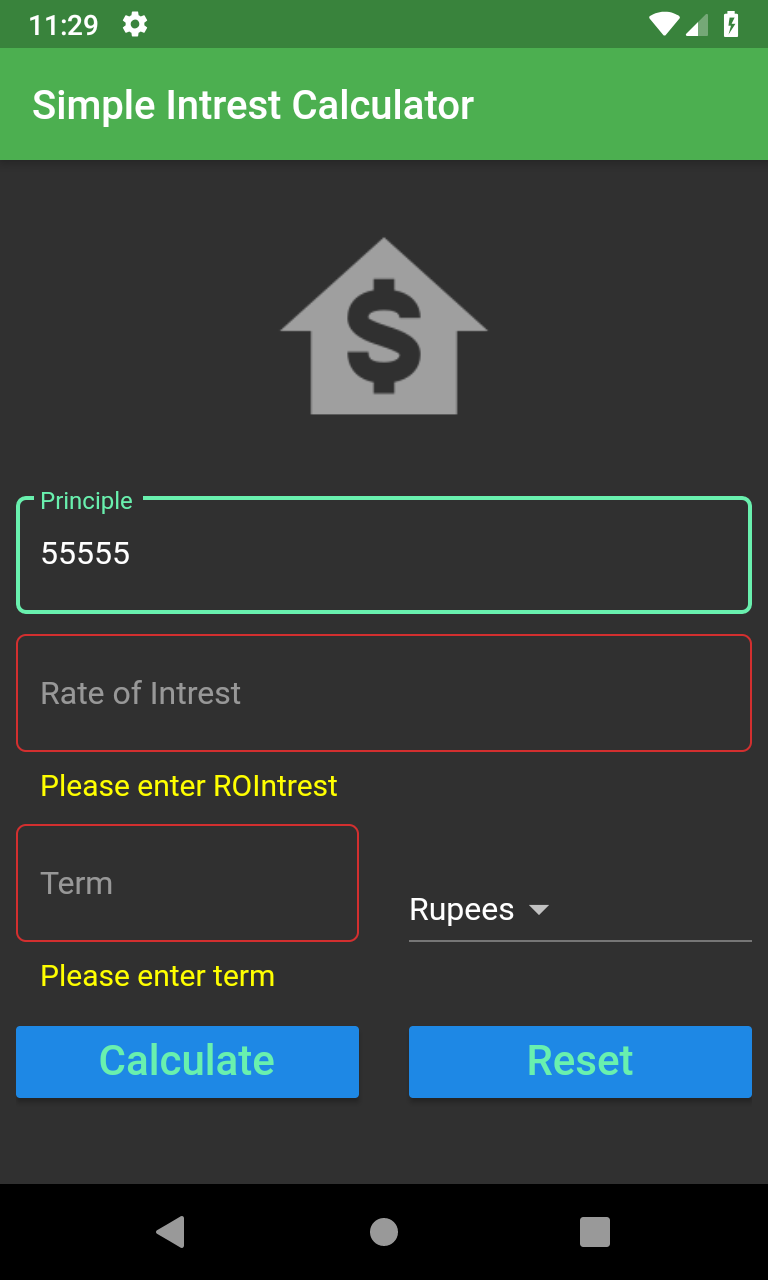 11:29
Simple Intrest Calculator
$
Principle
55555
Rate of Intrest
Please enter ROIntrest
Term
Rupees
Please enter term
Calculate
Reset